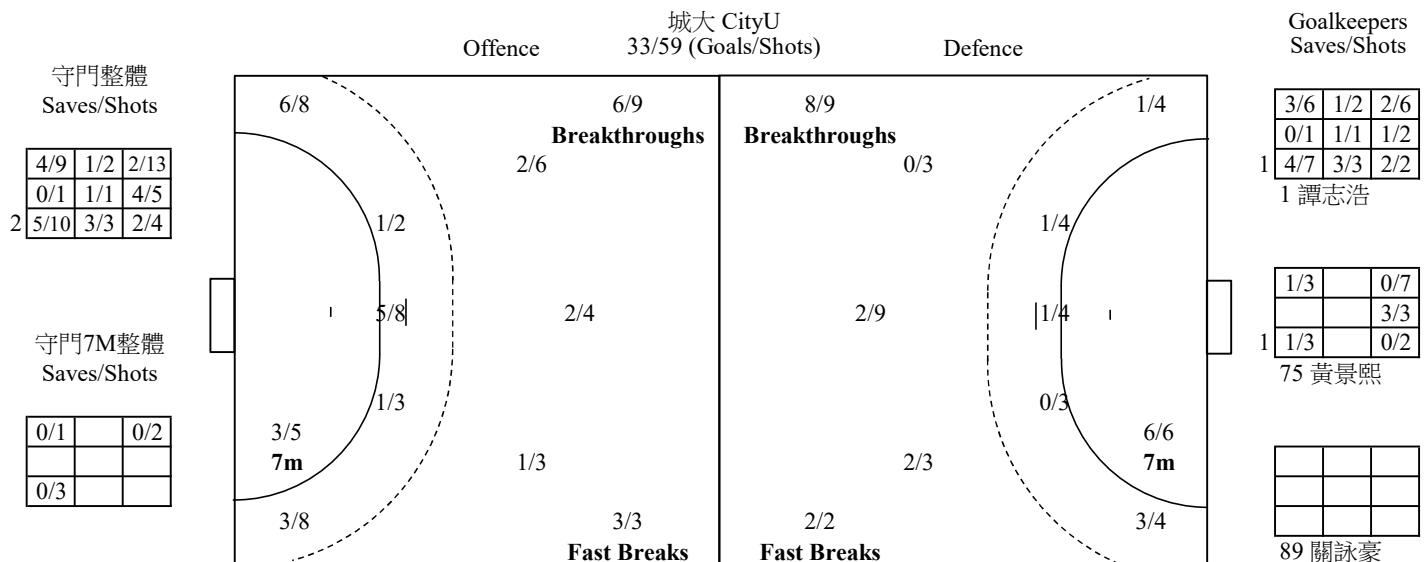 城大 CityU
33/59 (Goals/Shots)
Offence
Defence
守門整體
Saves/Shots
4/9 1/2 2/13
0/1 1/1 4/5
2 5/10 3/3 2/4
守門7M整體
Saves/Shots
0/1 0/2
0/3
6/8
6/9
Breakthroughs
2/6
1/2
5/8
2/4
1/3
3/5
7m
1/3
3/8
3/3
Fast Breaks
8/9
Breakthroughs
1/4
0/3
1/4
2/9
1/4
0/3
6/6
7m
2/3
2/2
Fast Breaks
3/4
Goalkeepers
Saves/Shots
3/6 1/2 2/6
0/1 1/1 1/2
1 4/7 3/3 2/2
1 譚志浩
1/3 0/7
3/3
1 1/3 0/2
75 黃景熙
89 關詠豪